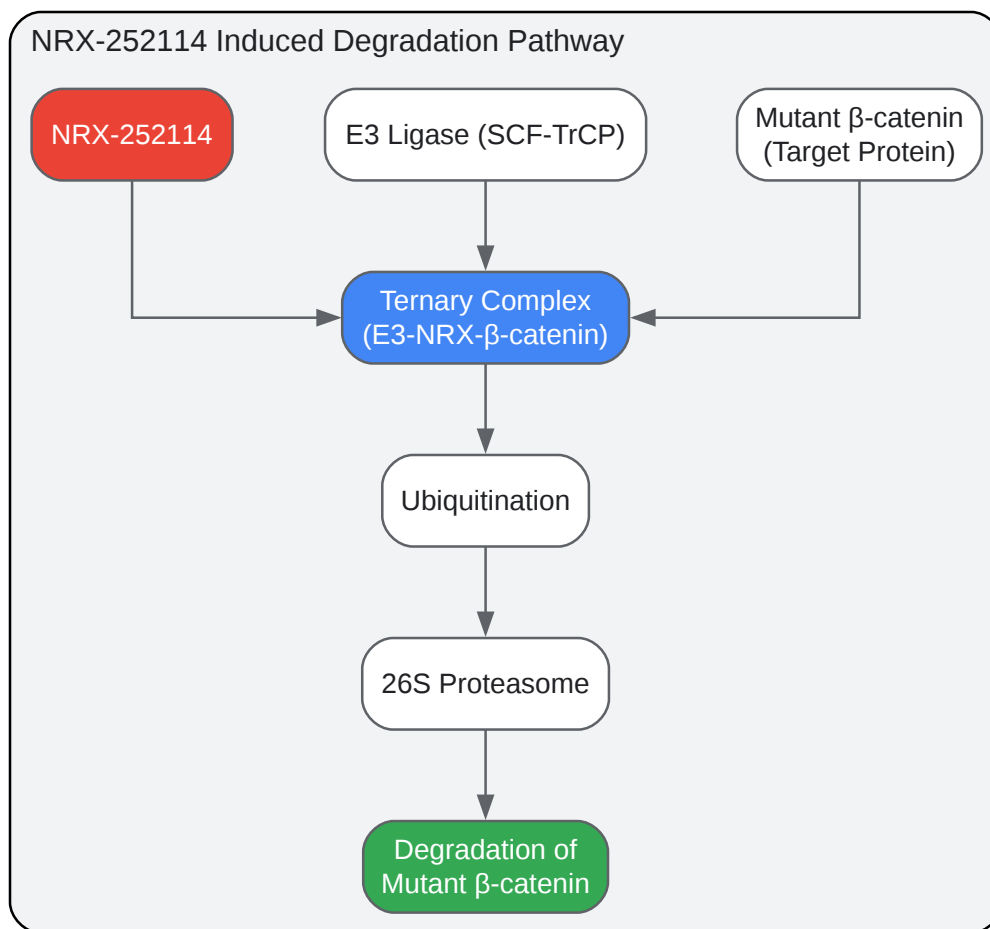 NRX-252114 Induced Degradation Pathway
NRX-252114
E3 Ligase (SCF-TrCP)
Mutant β-catenin
(Target Protein)
Ternary Complex
(E3-NRX-β-catenin)
Ubiquitination
26S Proteasome
Degradation of
Mutant β-catenin